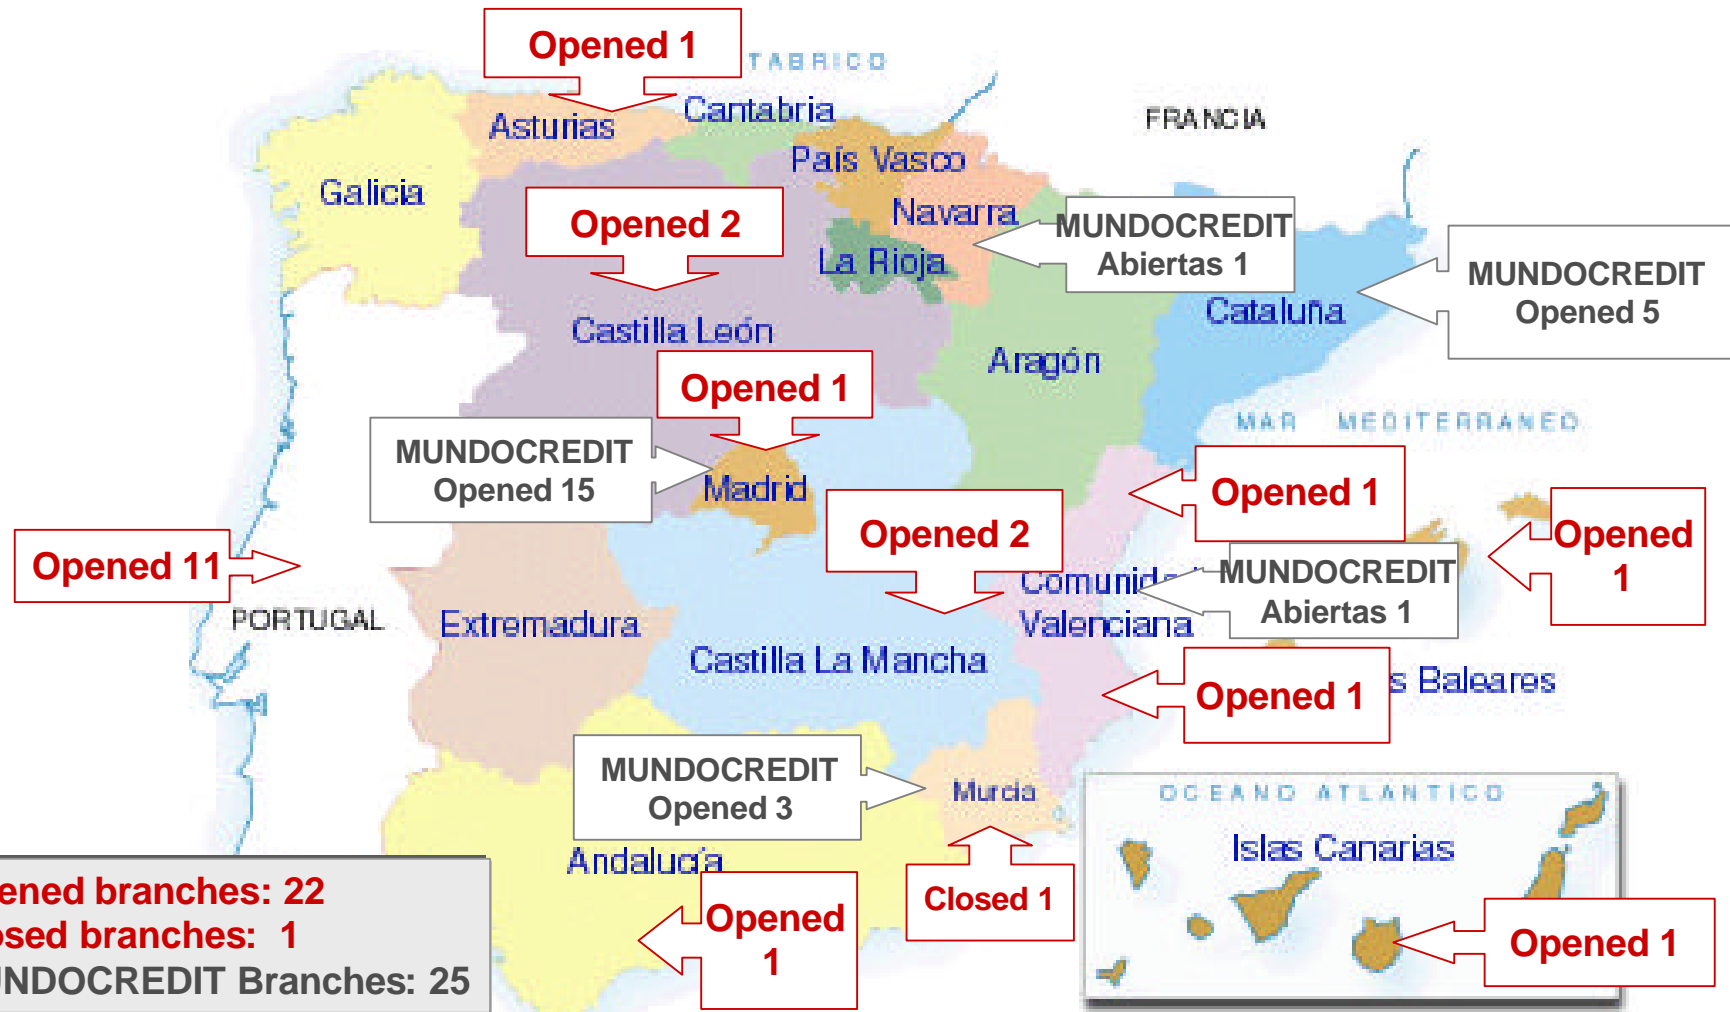 Opened 1
TABRICO
Cantabria
Asturias
FRANCIA
País Vasco
Galicia
Navarra
Opened 2
MUNDOCREDIT
Abiertas 1
La Rioja
MUNDOCREDIT
Opened 5
Cataluña
Castilla León
Aragón
Opened 1
MAR MEDITERRANEO
MUNDOCREDIT
Opened 15
Madrid
Opened 1
Opened 2
Opened
1
Opened 11
Comunida
MUNDOCREDIT
Abiertas 1
PORTUGAL
Extremadura
Valenciana
Castilla La Mancha
Opened 1
s Baleares
MUNDOCREDIT
Opened 3
Murcia
OCEANO ATLANTICO
Islas Canarias
Andalucía
Closed 1
Opened
1
Opened 1
ened branches: 22
osed branches: 1
UNDOCREDIT Branches: 25